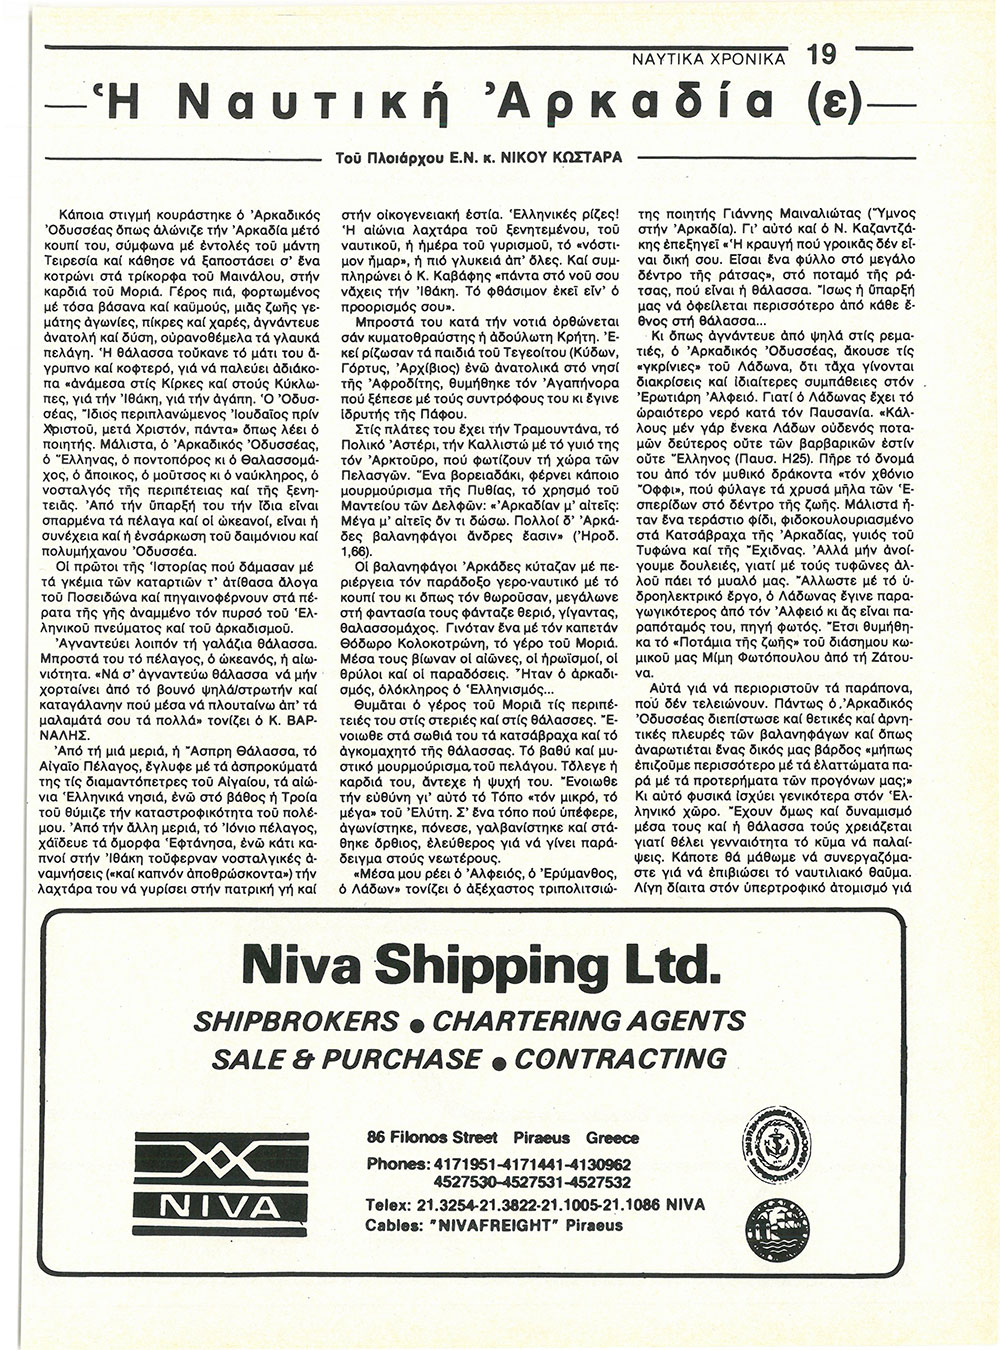 ΝΑΥΤΙΚΑ ΧΡΟΝΙΚΑ 19
Ἡ Ναυτική Ἀρκαδία (ε)
Τοῦ Πλοιάρχου Ε.Ν. κ. ΝΙΚΟΥ ΚΩΣΤΑΡΑ
Κάποια στιγμή κουράστηκε ὁ Ἀρκαδικός
Ὀδυσσέας ὅπως ἁλώνιζε τήν Ἀρκαδία μέτό
κουπί του, σύμφωνα μέ ἐντολές τοῦ μάντη
Τειρεσία καί κάθησε νά ξαποστάσει σ' ἕνα
κοτρώνι στά τρίκορφα τοῦ Μαινάλου, στήν
καρδιά τοῦ Μοριά. Γέρος πιά, φορτωμένος
μέ τόσα βάσανα καί καϋμούς, μιᾶς ζωῆς γε-
μάτης ἀγωνίες, πίκρες καί χαρές, ἀγνάντευε
ἀνατολή καί δύση, οὐρανοθέμελα τά γλαυκά
πελάγη. Ἡ θάλασσα τοὔκανε τό μάτι του ἄ-
γρυπνο καί κοφτερό, γιά νά παλεύει ἀδιάκο-
πα «ἀνάμεσα στίς Κίρκες καί στούς Κύκλω-
πες, γιά τήν Ἰθάκη, γιά τήν ἀγάπη. Ὁ Ὀδυσ-
σέας, Ἴδιος περιπλανώμενος Ἰουδαῖος πρίν
Χριστοῦ, μετά Χριστόν, πάντα» ὅπως λέει ὁ
ποιητής. Μάλιστα, ὁ Ἀρκαδικός Ὀδυσσέας,
ὁ Ἕλληνας, ὁ ποντοπόρος κι ὁ Θαλασσομά-
χος, ὁ ἄποικος, ὁ μοῦτσος κι ὁ ναύκληρος, ὁ
νοσταλγός τῆς περιπέτειας καί τῆς ξενη-
τειᾶς. Ἀπό τήν ὕπαρξή του τήν ἴδια εἶναι
σπαρμένα τά πέλαγα καί οἱ ὠκεανοί, εἶναι ἡ
συνέχεια καί ἡ ἐνσάρκωση τοῦ δαιμόνιου καί
πολυμήχανου Ὀδυσσέα.
Οἱ πρῶτοι τῆς Ἱστορίας πού δάμασαν μέ
τά γκέμια τῶν καταρτιῶν τ' ἀτίθασα ἄλογα
τοῦ Ποσειδώνα καί πηγαινοφέρνουν στά πέ-
ρατα τῆς γῆς ἀναμμένο τόν πυρσό τοῦ Ἑλ-
ληνικοῦ πνεύματος καί τοῦ ἀρκαδισμοῦ.
Ἀγναντεύει λοιπόν τή γαλάζια θάλασσα.
Μπροστά του τό πέλαγος, ὁ ὠκεανός, ἡ αἰω-
νιότητα. «Νά σ' ἀγναντεύω θάλασσα νά μήν
χορταίνει ἀπό τό βουνό ψηλά/στρωτήν καί
καταγάλανην πού μέσα νά πλουταίνω ἀπ' τά
μαλαμάτά σου τά πολλά» τονίζει ὁ Κ. ΒΑΡ-
ΝΑΛΗΣ.
Ἀπό τή μιά μεριά, ἡ Ἄσπρη Θάλασσα, τό
Αἰγαῖο Πέλαγος, ἔγλυφε μέ τά ἀσπροκύματά
της τίς διαμαντόπετρες τοῦ Αἰγαίου, τά αἰώ-
νια Ἑλληνικά νησιά, ἐνῶ στό βάθος ἡ Τροία
τοῦ θύμιζε τήν καταστροφικότητα τοῦ πολέ-
μου. Ἀπό τήν ἄλλη μεριά, τό Ἰόνιο πέλαγος,
χάϊδευε τά ὄμορφα Ἑφτάνησα, ἐνῶ κάτι κα-
πνοί στήν Ἰθάκη τοὔφερναν νοσταλγικές ἀ-
ναμνήσεις («καί καπνόν ἀποθρώσκοντα») τήν
λαχτάρα του νά γυρίσει στήν πατρική γῆ καί
στήν οἰκογενειακή ἑστία. Ἑλληνικές ρίζες!
Ἡ αἰώνια λαχτάρα τοῦ ξενητεμένου, τοῦ
ναυτικοῦ, ἡ ἡμέρα τοῦ γυρισμοῦ, τό «νόστι-
μον ἦμαρ», ἡ πιό γλυκειά ἀπ' ὅλες. Καί συμ-
πληρώνει ὁ Κ. Καβάφης «πάντα στό νοῦ σου
νἄχεις τήν Ἰθάκη. Τό φθάσιμον ἐκεῖ εἶν' ὁ
προορισμός σου».
Μπροστά του κατά τήν νοτιά ὀρθώνεται
σάν κυματοθραύστης ἡ ἀδούλωτη Κρήτη. Ἐ-
κεῖ ρίζωσαν τά παιδιά τοῦ Τεγεοίτου (Κύδων,
Γόρτυς, Ἀρχίβιος) ἐνῶ ἀνατολικά στό νησί
τῆς Ἀφροδίτης, θυμήθηκε τόν Ἀγαπήνορα
πού ξέπεσε μέ τούς συντρόφους του κι ἔγινε
ἱδρυτής τῆς Πάφου.
Στίς πλάτες του ἔχει τήν Τραμουντάνα, τό
Πολικό Ἀστέρι, τήν Καλλιστώ μέ τό γυιό της
τόν Ἀρκτοῦρο, πού φωτίζουν τή χώρα τῶν
Πελασγῶν. Ἕνα βορειαδάκι, φέρνει κάποιο
μουρμούρισμα τῆς Πυθίας, τό χρησμό τοῦ
Μαντείου τῶν Δελφῶν: «Ἀρκαδίαν μ' αἰτεῖς:
Μέγα μ' αἰτεῖς ὄν τι δώσω. Πολλοί δ' Ἀρκά-
δες βαλανηφάγοι ἄνδρες ἔασιν» (Ἡροδ.
1,66).
Οἱ βαλανηφάγοι Ἀρκάδες κύταζαν μέ πε-
ριέργεια τόν παράδοξο γερο-ναυτικό μέ τό
κουπί του κι ὅπως τόν θωροῦσαν, μεγάλωνε
στή φαντασία τους φάνταζε θεριό, γίγαντας,
θαλασσομάχος. Γινόταν ἕνα μέ τόν καπετάν
Θόδωρο Κολοκοτρώνη, τό γέρο τοῦ Μοριά.
Μέσα τους βίωναν οἱ αἰῶνες, οἱ ἡρωϊσμοί, οἱ
θρύλοι καί οἱ παραδόσεις. Ἦταν ὁ ἀρκαδι-
σμός, ὁλόκληρος ὁ Ἑλληνισμός...
Θυμᾶται ὁ γέρος τοῦ Μοριά τίς περιπέ-
τειές του στίς στεριές καί στίς θάλασσες. Ἔ-
νοιωθε στά σωθιά του τά κατσάβραχα καί τό
ἀγκομαχητό τῆς θάλασσας. Τό βαθύ καί μυ-
στικό μουρμούρισμα τοῦ πελάγου. Τὄλεγε ἡ
καρδιά του, ἄντεχε ἡ ψυχή του. Ἔνοιωθε
τήν εὐθύνη γι' αὐτό τό Τόπο «τόν μικρό, τό
μέγα» τοῦ Ἐλύτη. Σ' ἕνα τόπο πού ὑπέφερε,
ἀγωνίστηκε, πόνεσε, γαλβανίστηκε καί στά-
θηκε ὄρθιος, ἐλεύθερος γιά νά γίνει παρά-
δειγμα στούς νεωτέρους.
«Μέσα μου ρέει ὁ Ἀλφειός, ὁ Ἐρύμανθος,
ὁ Λάδων» τονίζει ὁ ἀξέχαστος τριπολιτσιώ-
της ποιητής Γιάννης Μαιναλιώτας (Ὕμνος
στήν Ἀρκαδία). Γι' αὐτό καί ὁ Ν. Καζαντζά-
κης ἐπεξηγεῖ «Ἡ κραυγή πού γροικᾶς δέν εἶ-
ναι δική σου. Εἶσαι ἕνα φύλλο στό μεγάλο
δέντρο τῆς ράτσας», στό ποταμό τῆς ρά-
τσας, πού εἶναι ἡ θάλασσα. Ἴσως ἡ ὕπαρξή
μας νά ὀφείλεται περισσότερο ἀπό κάθε ἔ-
θνος στή θάλασσα...
Κι ὅπως ἀγνάντευε ἀπό ψηλά στίς ρεμα-
τιές, ὁ Ἀρκαδικός Ὀδυσσέας, ἄκουσε τίς
«γκρίνιες» τοῦ Λάδωνα, ὅτι τἄχα γίνονται
διακρίσεις καί ἰδιαίτερες συμπάθειες στόν
Ἐρωτιάρη Ἀλφειό. Γιατί ὁ Λάδωνας ἔχει τό
ὡραιότερο νερό κατά τόν Παυσανία. «Κάλ-
λους μέν γάρ ἕνεκα Λάδων οὐδενός ποτα-
μῶν δεύτερος οὔτε τῶν βαρβαρικῶν ἐστίν
οὔτε Ἕλληνος (Παυσ. Η25). Πῆρε τό ὄνομά
του ἀπό τόν μυθικό δράκοντα «τόν χθόνιο
Ὄφφι», πού φύλαγε τά χρυσά μῆλα τῶν Ἑ-
σπερίδων στό δέντρο τῆς ζωῆς. Μάλιστα ἦ-
ταν ἕνα τεράστιο φίδι, φιδοκουλουριασμένο
στά Κατσάβραχα τῆς Ἀρκαδίας, γυιός τοῦ
Τυφώνα καί τῆς Ἔχιδνας. Ἀλλά μήν ἀνοί-
γουμε δουλειές, γιατί μέ τούς τυφῶνες ἀλ-
λοῦ πάει τό μυαλό μας. Ἄλλωστε μέ τό ὑ-
δροηλεκτρικό ἔργο, ὁ Λάδωνας ἔγινε παρα-
γωγικότερος ἀπό τόν Ἀλφειό κι ἄς εἶναι πα-
ραπόταμός του, πηγή φωτός. Ἔτσι θυμήθη-
κα τό «Ποτάμια τῆς ζωῆς» τοῦ διάσημου κω-
μικοῦ μας Μίμη Φωτόπουλου ἀπό τή Ζάτου-
να.
Αὐτά γιά νά περιοριστοῦν τά παράπονα,
πού δέν τελειώνουν. Πάντως ὁ Ἀρκαδικός
Ὀδυσσέας διεπίστωσε καί θετικές καί ἀρνη-
τικές πλευρές τῶν βαλανηφάγων καί ὅπως
ἀναρωτιέται ἕνας δικός μας βάρδος «μήπως
ἐπιζοῦμε περισσότερο μέ τά ἐλαττώματα πα-
ρά μέ τά προτερήματα τῶν προγόνων μας;»
Κι αὐτό φυσικά ἰσχύει γενικότερα στόν Ἑλ-
ληνικό χῶρο. Ἔχουν ὅμως καί δυναμισμό
μέσα τους καί ἡ θάλασσα τούς χρειάζεται
γιατί θέλει γενναιότητα τό κῦμα νά παλαί-
ψεις. Κάποτε θά μάθωμε νά συνεργαζόμα-
στε γιά νά ἐπιβιώσει τό ναυτιλιακό θαῦμα.
Λίγη δίαιτα στόν ὑπερτροφικό ἀτομισμό γιά
Niva Shipping Ltd.
SHIPBROKERS ● CHARTERING AGENTS
SALE & PURCHASE ● CONTRACTING
NIVA
86 Filonos Street Piraeus Greece
Phones: 4171951-4171441-4130962
4527530-4527531-4527532
Telex: 21.3254-21.3822-21.1005-21.1086 NIVA
Cables: "NIVAFREIGHT" Piraeus